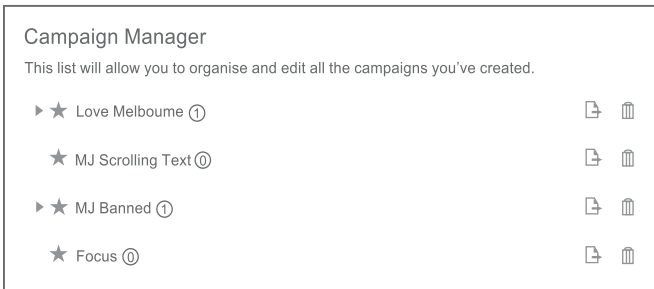 Campaign Manager
This list will allow you to organise and edit all the campaigns you've created.
Love Melboume 1
MJ Scrolling Text 0
MJ Banned 1
Focus 0